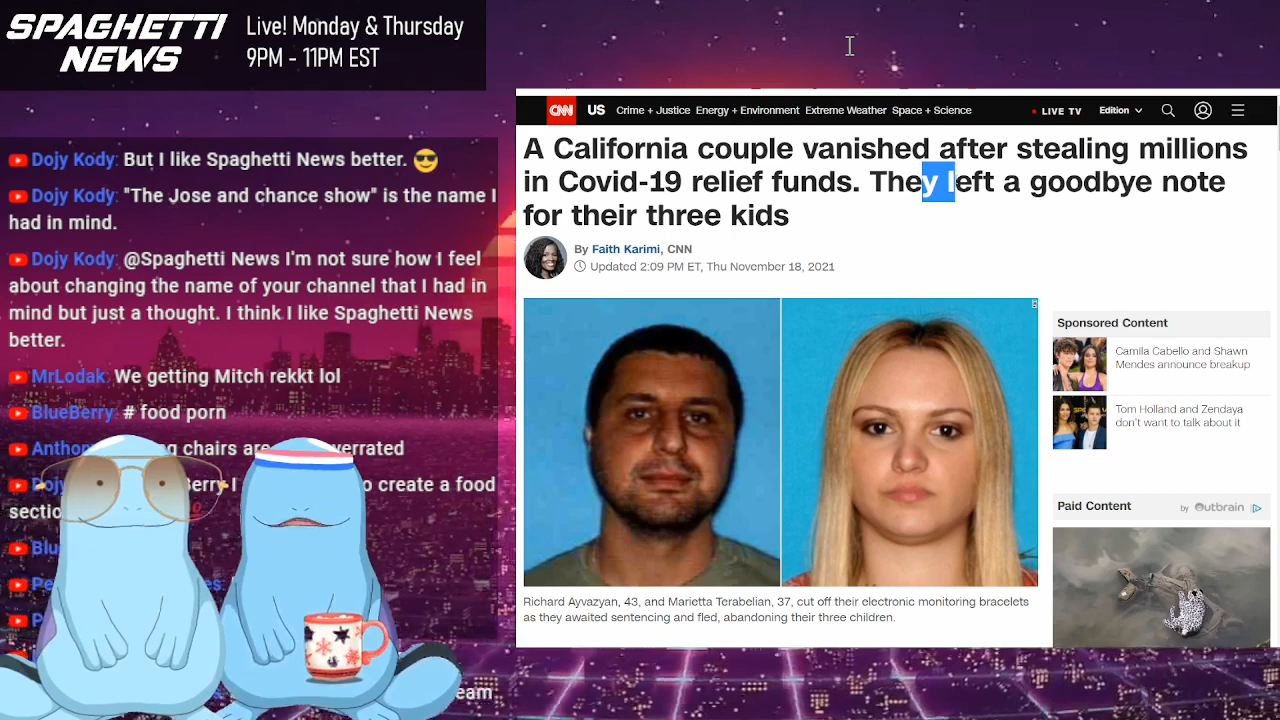 SPAGHETTI
NEWS
Live! Monday & Thursday
9PM - 11PM EST
Dojy Kody: But I like Spaghetti News better. 😎
Dojy Kody: "The Jose and chance show" is the name I
had in mind.
Dojy Kody: @Spaghetti News I'm not sure how I feel
about changing the name of your channel that I had in
mind but just a thought. I think I like Spaghetti News
better.
MrLodak: We getting Mitch rekkt lol
BlueBerry: # food porn
chairs are
create a food
CNN US Crime + Justice Energy + Environment Extreme Weather Space + Science LIVE TV Edition
A California couple vanished after stealing millions
in Covid-19 relief funds. They left a goodbye note
for their three kids
By Faith Karimi, CNN
Updated 2:09 PM ET, Thu November 18, 2021
Richard Ayvazyan, 43, and Marietta Terabelian, 37, cut off their electronic monitoring bracelets
as they awaited sentencing and fled, abandoning their three children.
Sponsored Content
Camila Cabello and Shawn
Mendes announce breakup
Tom Holland and Zendaya
don't want to talk about it
Paid Content
by Outbrain